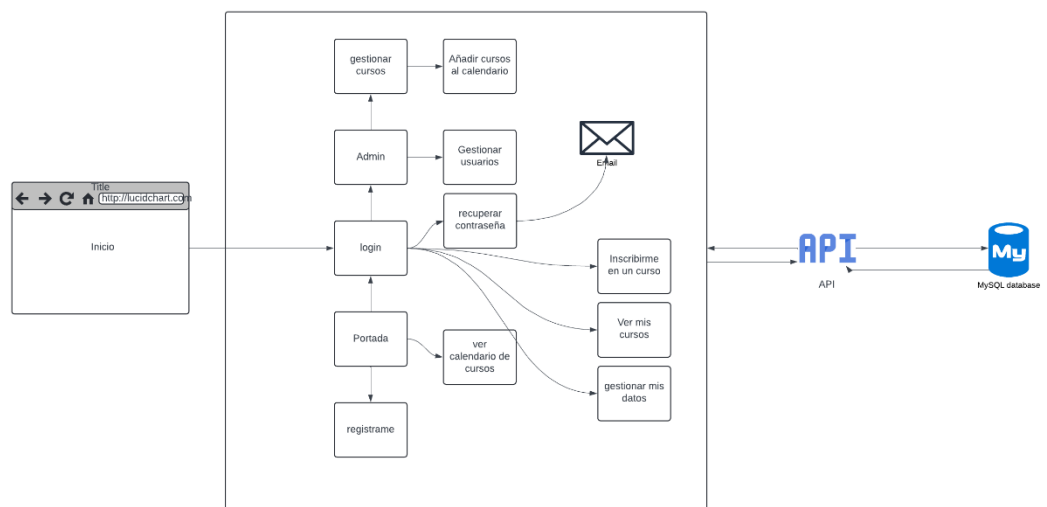 gestionar
cursos
Añadir cursos
al calendario
Admin
Gestionar
usuarios
Email
Title
http://lucidchart.com
Inicio
recuperar
contraseña
login
Inscribirme
en un curso
API
API
My
MySQL database
Portada
ver
calendario de
cursos
Ver mis
cursos
gestionar mis
datos
registrame